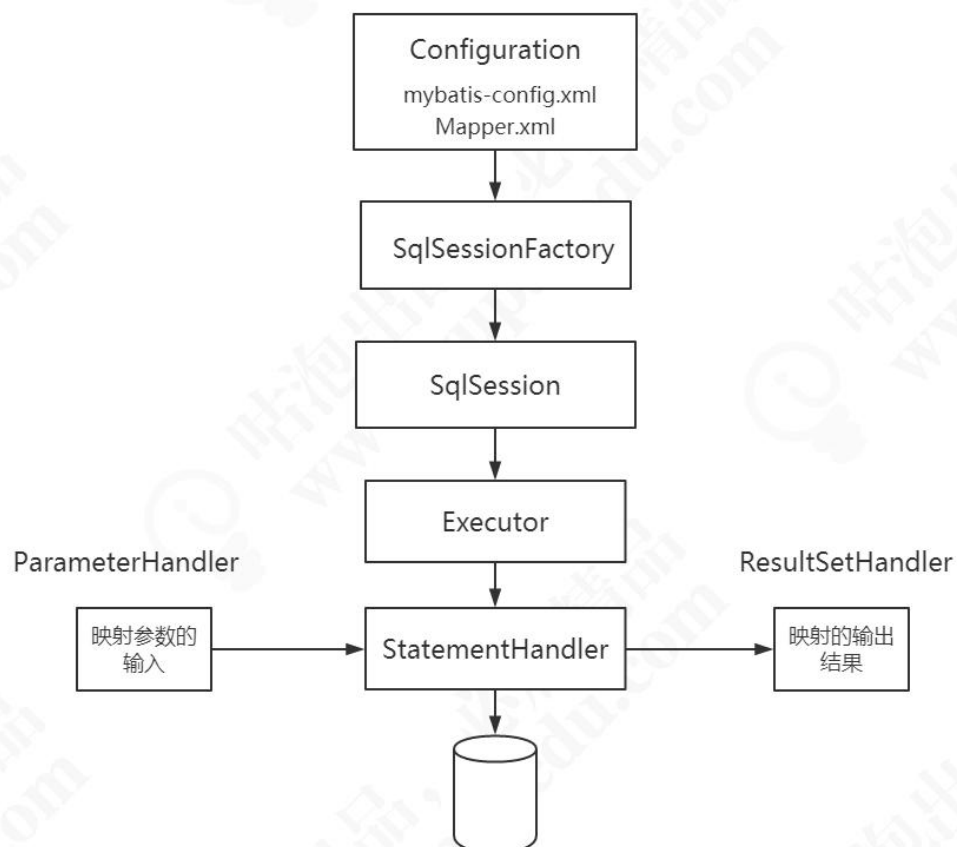 Configuration
mybatis-config.xml
Mapper.xml
SqlSessionFactory
SqlSession
Executor
ParameterHandler
ResultSetHandler
映射参数的
输入
StatementHandler
映射的输出
结果